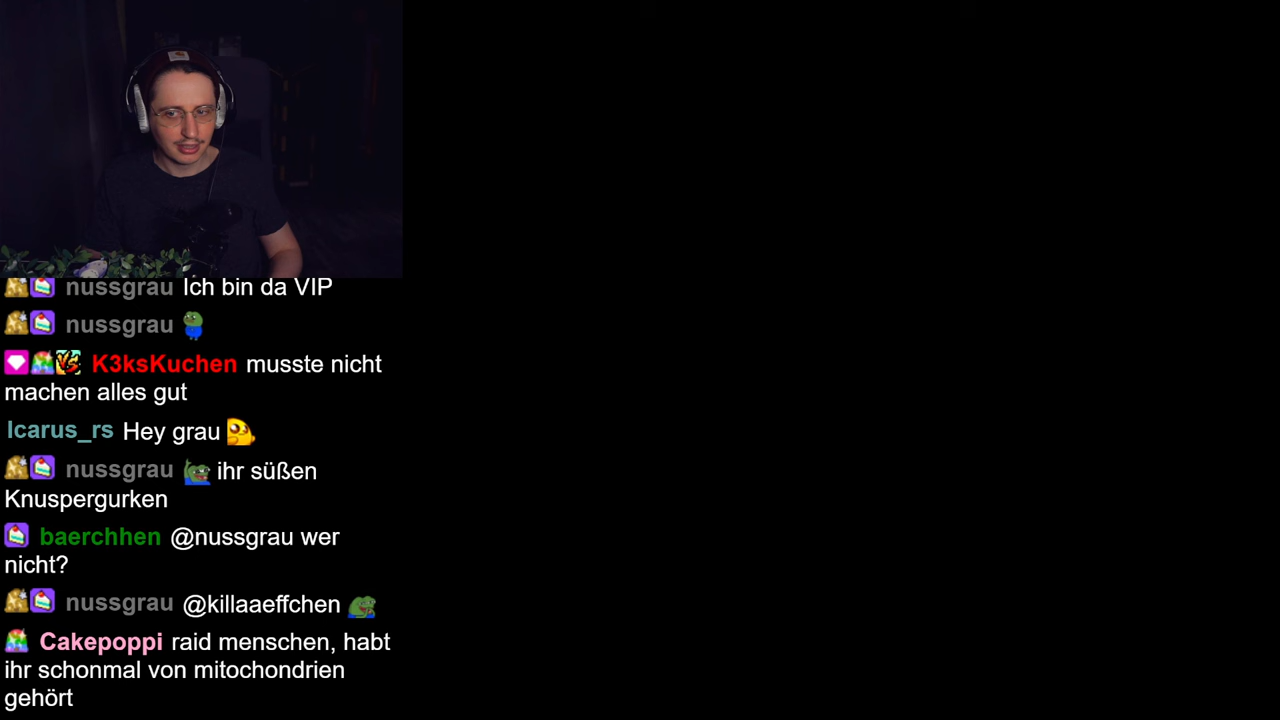 nussgrau Ich bin da VIP
nussgrau
K3ksKuchen musste nicht
machen alles gut
Icarus_rs Hey grau
nussgrau ihr süßen
Knuspergurken
baerchhen @nussgrau wer
nicht?
nussgrau @killaaeffchen
Cakepoppi raid menschen, habt
ihr schonmal von mitochondrien
gehört